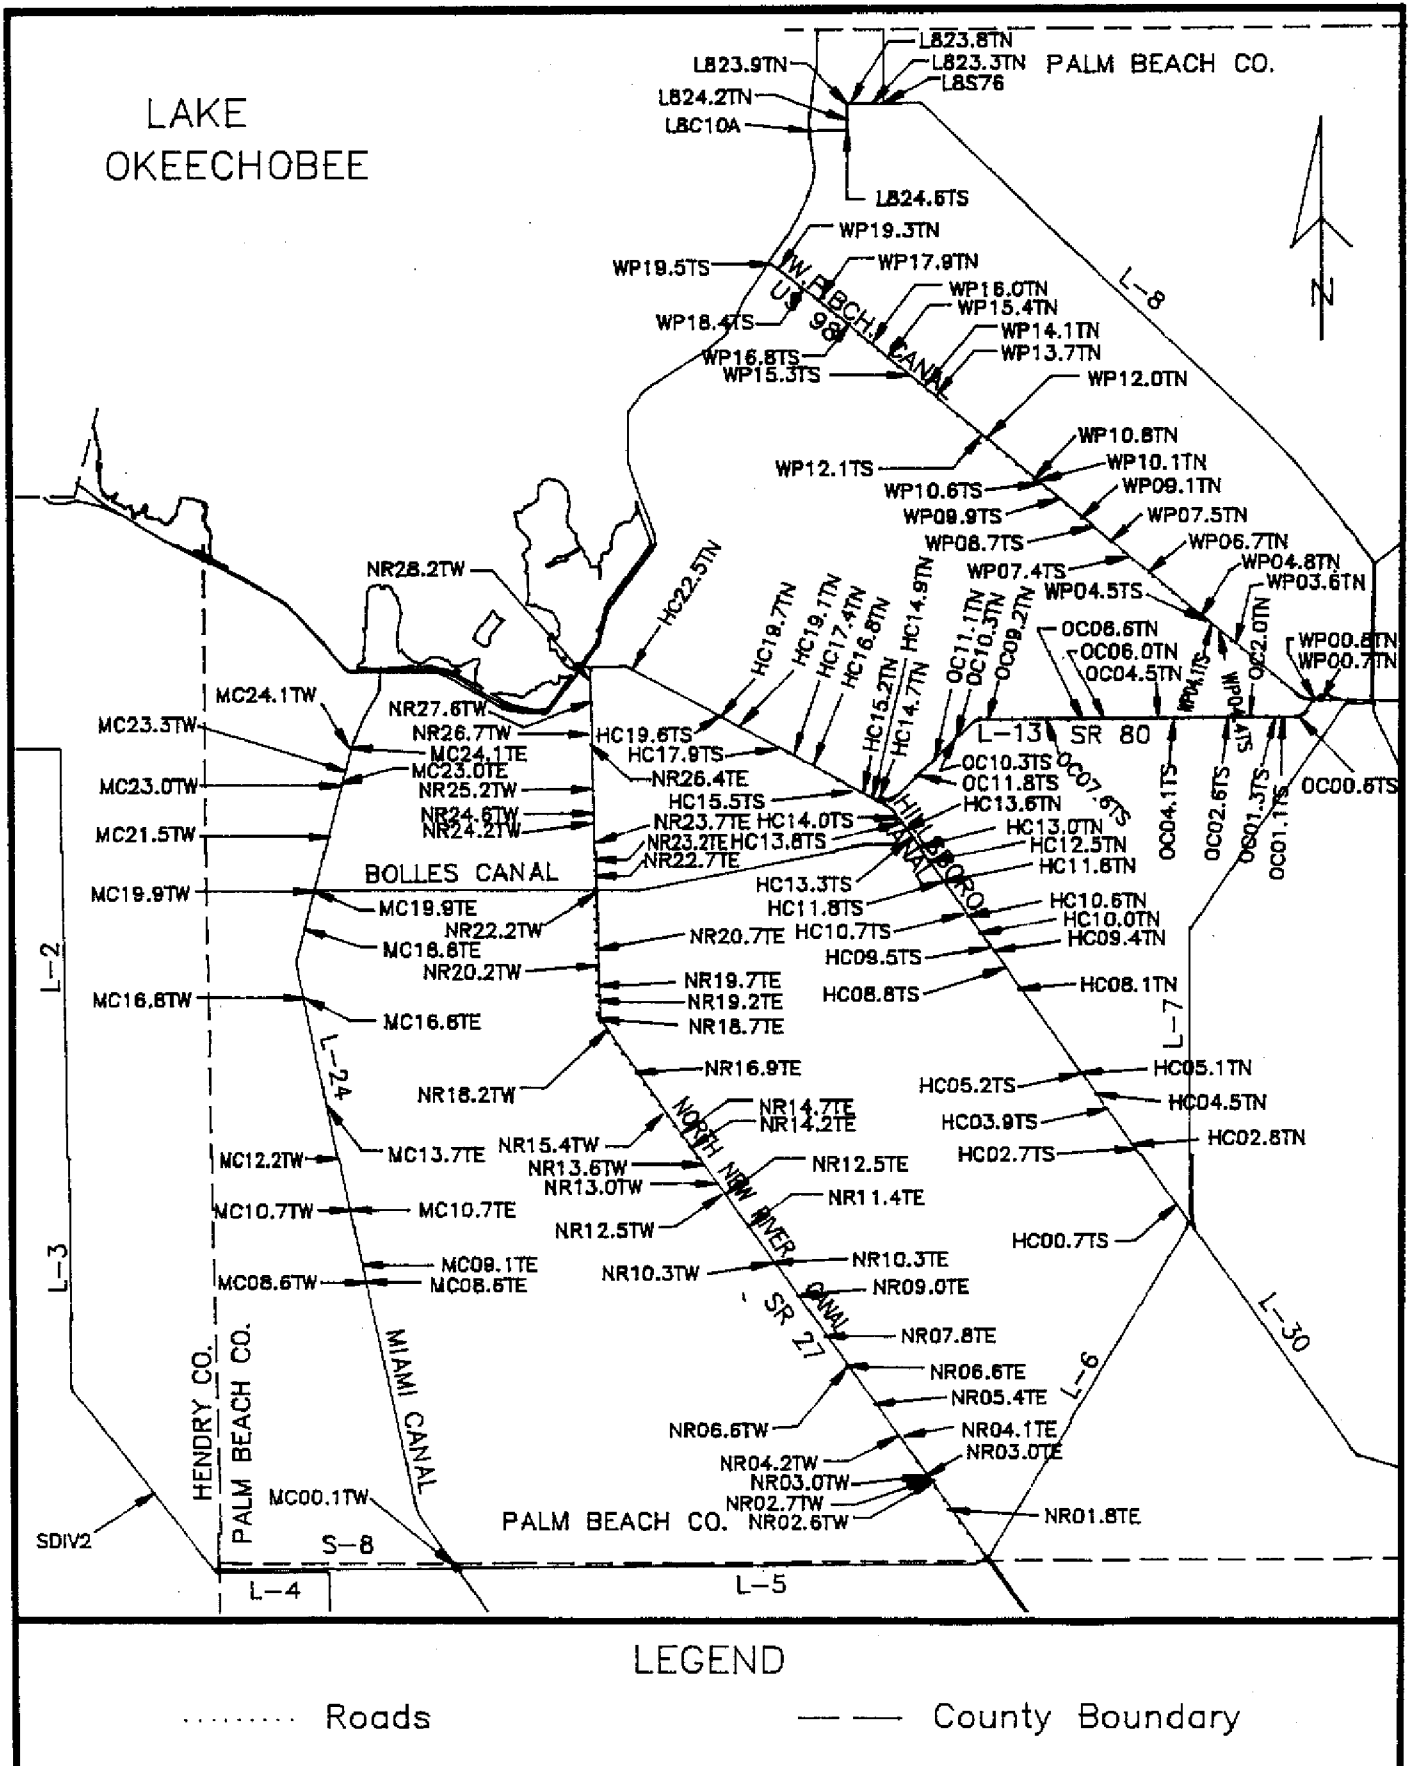 L823.8TN
L823.9TN
L823.3TN
PALM BEACH CO.
L8S76
L824.2TN
LAKE
OKEECHOBEE
L8C10A
L824.6TS
WP19.3TN
WP19.5TS
WP17.9TN
W.P.BCH. CANAL
US 98
L-8
N
WP16.0TN
WP15.4TN
WP18.4TS
WP14.1TN
WP13.7TN
WP16.8TS
WP15.3TS
WP12.0TN
WP10.8TN
WP12.1TS
WP10.1TN
WP10.6TS
WP09.1TN
WP09.9TS
WP07.5TN
WP08.7TS
WP06.7TN
WP07.4TS
WP04.8TN
WP03.6TN
WP04.5TS
NR28.2TW
HC22.5TN
HC19.7TN
HC19.1TN
HC17.4TN
HC16.8TN
HC15.2TN
HC14.9TN
HC14.7TN
OC11.1TN
OC10.3TN
OC09.2TN
OC06.6TN
OC06.0TN
OC04.5TN
WP04.1TS
WP04.4TS
OC2.0TN
WP00.8TN
WP00.7TN
MC24.1TW
NR27.6TW
MC23.3TW
NR26.7TW
HC19.6TS
L-13
SR 80
MC24.1TE
HC17.9TS
MC23.0TE
NR26.4TE
OC10.3TS
OC11.8TS
OC07.6TS
OC04.1TS
OC02.6TS
OC01.3TS
OC01.1TS
OC00.6TS
MC23.0TW
NR25.2TW
HC15.5TS
HC13.6TN
NR24.6TW
NR24.2TW
NR23.7TE
HC14.0TS
HC13.0TN
MC21.5TW
NR23.2TE
HC13.8TS
HC12.5TN
NR22.7TE
HC11.6TN
BOLLES CANAL
HILLSBORO
CANAL
HC13.3TS
MC19.9TW
MC19.9TE
HC11.8TS
HC10.6TN
NR22.2TW
HC10.7TS
HC10.0TN
MC18.8TE
NR20.7TE
HC09.4TN
L-2
NR20.2TW
HC09.5TS
NR19.7TE
HC08.8TS
HC08.1TN
MC16.8TW
NR19.2TE
MC16.6TE
NR18.7TE
L-7
L-24
NR16.9TE
HC05.1TN
NR18.2TW
HC05.2TS
NR14.7TE
HC04.5TN
NR14.2TE
HC03.9TS
NR15.4TW
HC02.8TN
MC12.2TW
MC13.7TE
HC02.7TS
NR13.6TW
NR12.5TE
NR13.0TW
NORTH NEW RIVER CANAL
NR11.4TE
MC10.7TW
MC10.7TE
NR12.5TW
HC00.7TS
L-3
MC09.1TE
NR10.3TE
MC08.6TW
MC08.6TE
NR10.3TW
NR09.0TE
SR 27
L-30
NR07.8TE
HENDRY CO.
PALM BEACH CO.
MIAMI CANAL
NR06.6TE
L-6
NR05.4TE
NR06.6TW
NR04.1TE
NR04.2TW
NR03.0TE
NR03.0TW
MC00.1TW
NR02.7TW
NR01.8TE
PALM BEACH CO.
NR02.6TW
SDIV2
S-8
L-4
L-5
LEGEND
Roads
County Boundary